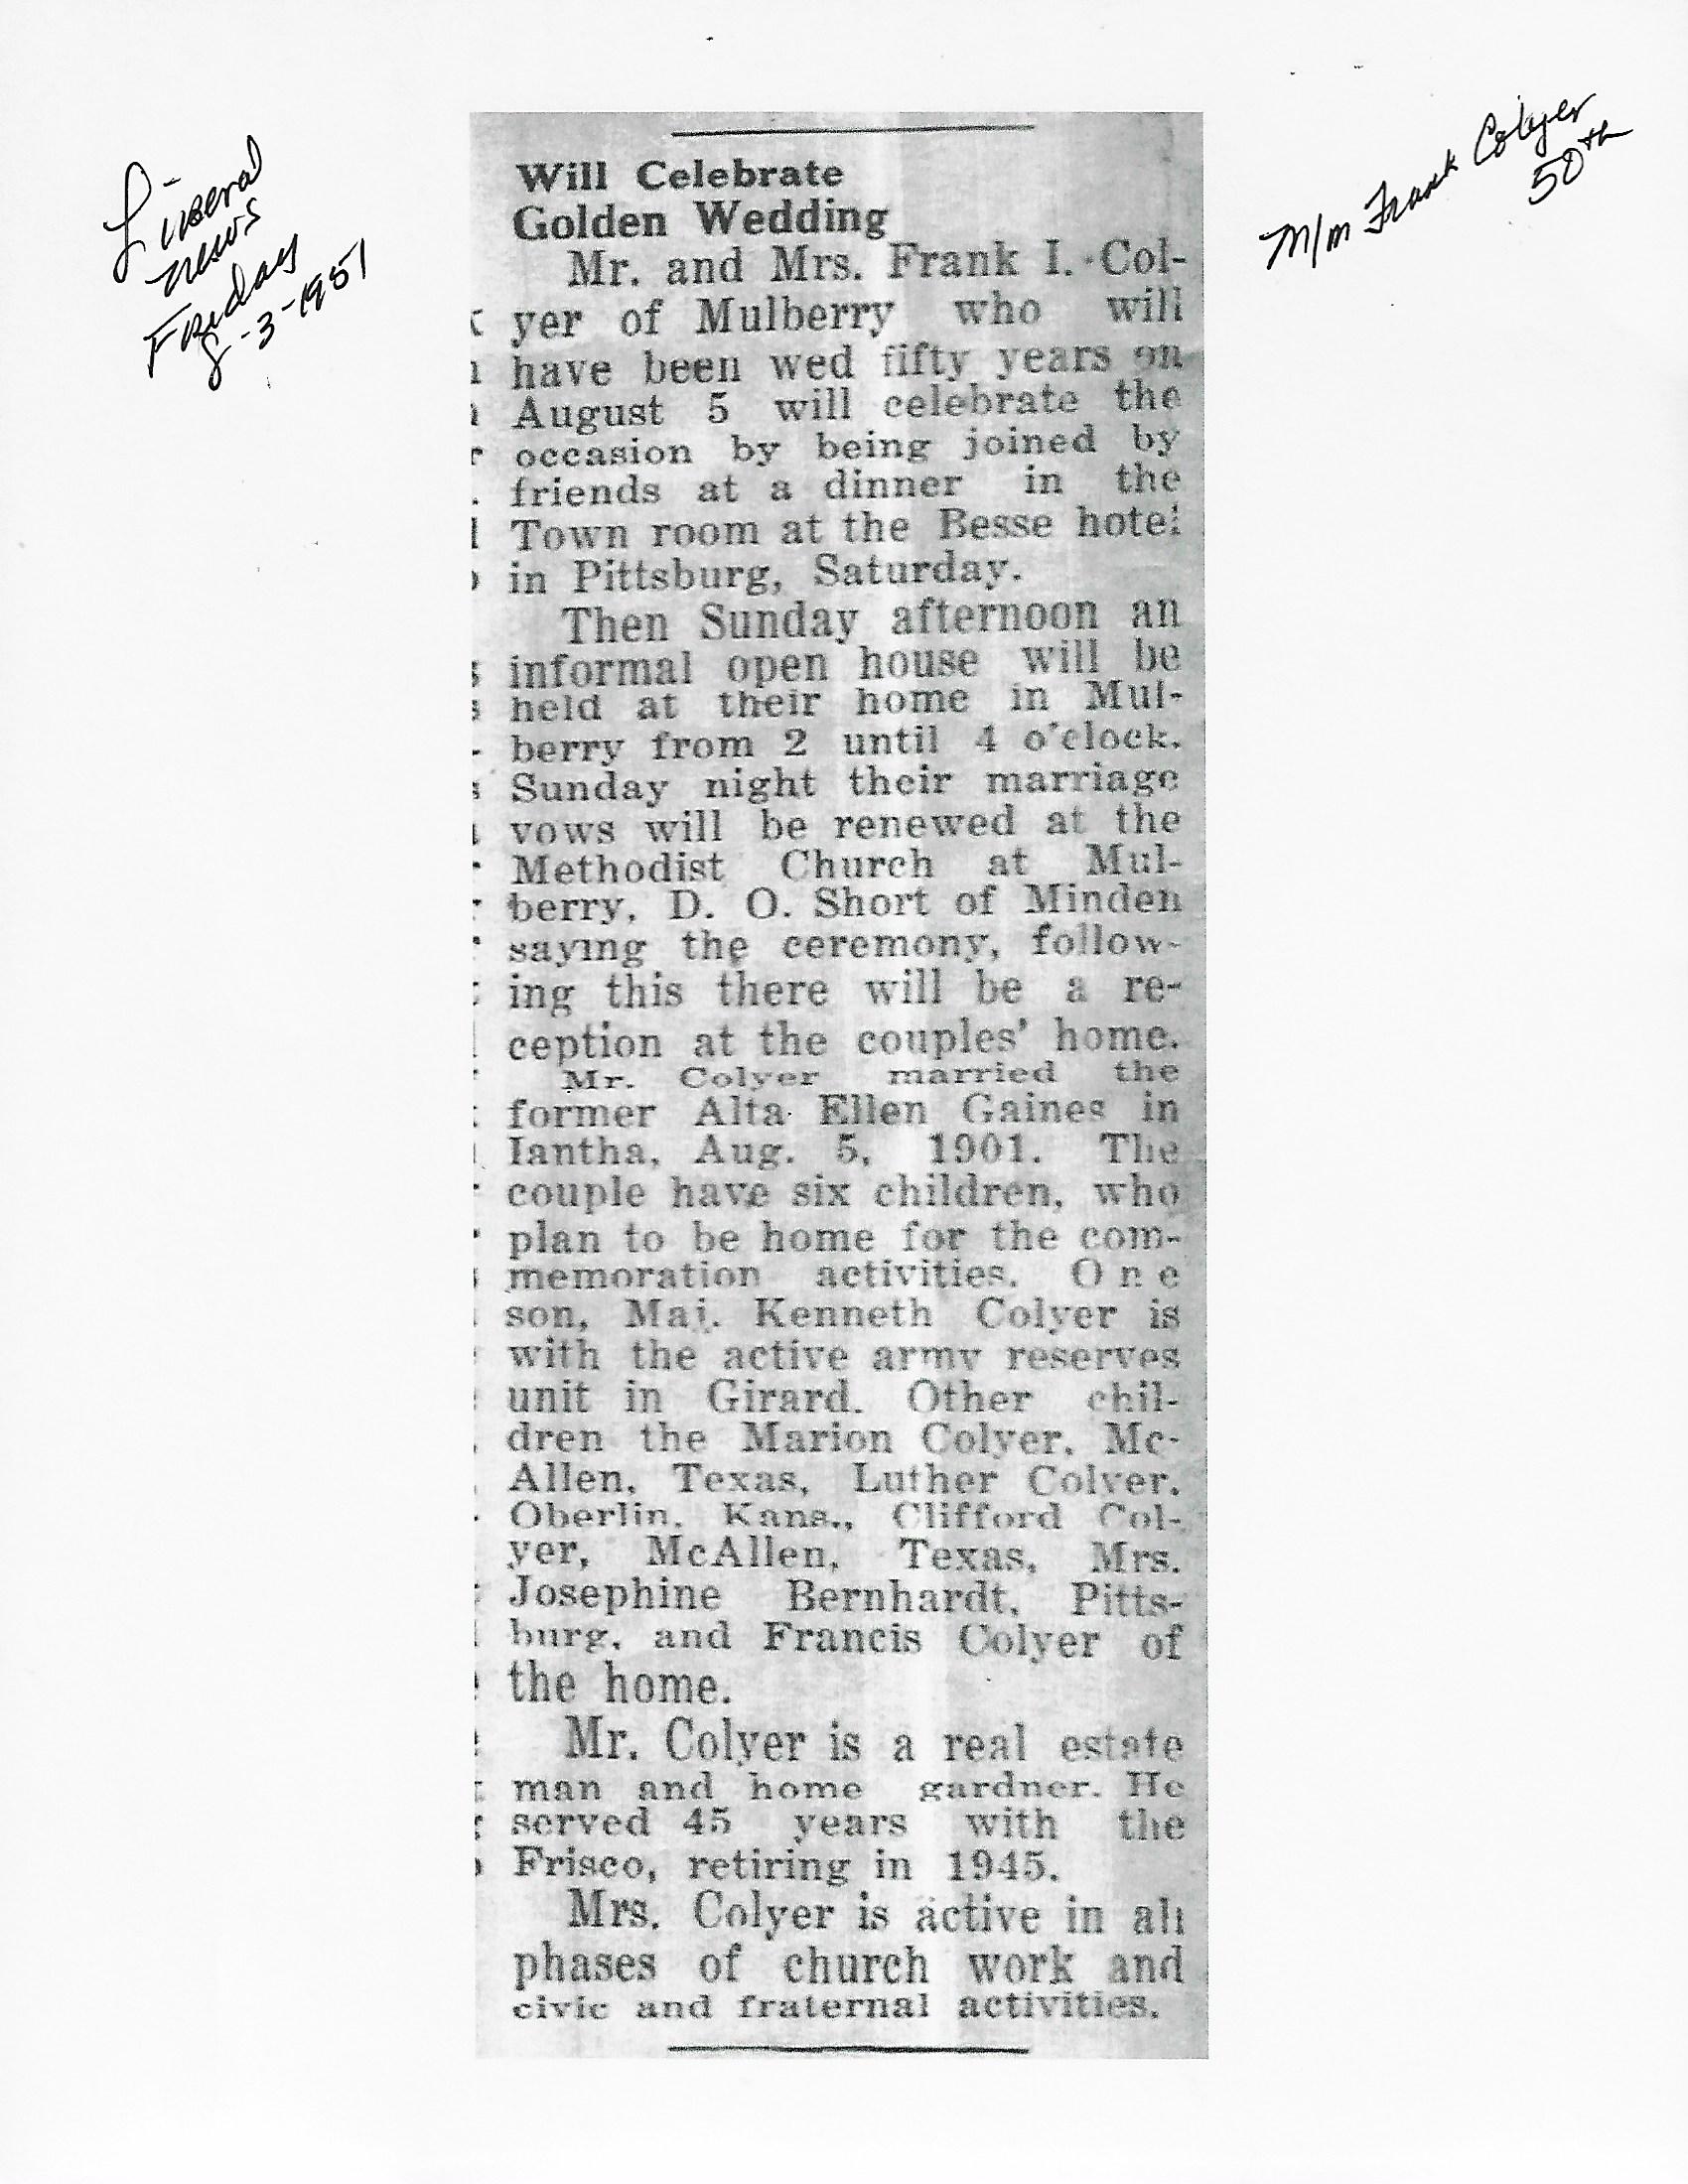 Liberal
News
Friday
8-3-1951
M/m Frank Colyer
50th
Will Celebrate
Golden Wedding
Mr. and Mrs. Frank I. Col-
yer of Mulberry who will
have been wed fifty years on
August 5 will celebrate the
occasion by being joined by
friends at a dinner in the
Town room at the Besse hotel
in Pittsburg, Saturday.
Then Sunday afternoon an
informal open house will be
held at their home in Mul-
berry from 2 until 4 o'clock.
Sunday night their marriage
vows will be renewed at the
Methodist Church at Mul-
berry, D. O. Short of Minden
saying the ceremony, follow-
ing this there will be a re-
ception at the couples' home.
Mr. Colyer married the
former Alta Ellen Gaines in
Iantha, Aug. 5, 1901. The
couple have six children, who
plan to be home for the com-
memoration activities. One
son, Maj. Kenneth Colyer is
with the active army reserves
unit in Girard. Other chil-
dren the Marion Colyer, Mc-
Allen, Texas, Luther Colyer,
Oberlin, Kans., Clifford Col-
yer, McAllen, Texas, Mrs.
Josephine Bernhardt, Pitts-
burg, and Francis Colyer of
the home.
Mr. Colyer is a real estate
man and home gardner. He
served 45 years with the
Frisco, retiring in 1945.
Mrs. Colyer is active in all
phases of church work and
civic and fraternal activities.